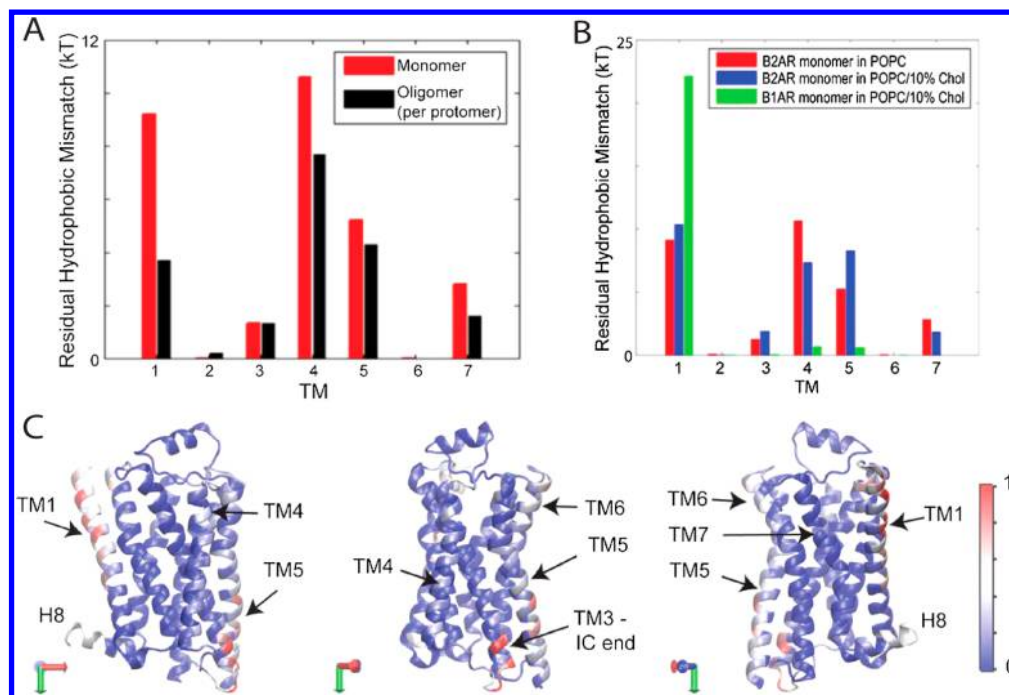 A
Residual Hydrophobic Mismatch (kT)
12
0
Monomer
Oligomer
(per protomer)
1 2 3 4 5 6 7
TM
B
Residual Hydrophobic Mismatch (kT)
25
0
B2AR monomer in POPC
B2AR monomer in POPC/10% Chol
B1AR monomer in POPC/10% Chol
1 2 3 4 5 6 7
TM
C
TM1
TM4
TM5
H8
TM6
TM5
TM4
TM3 -
IC end
TM6
TM7
TM5
TM1
H8
1
0